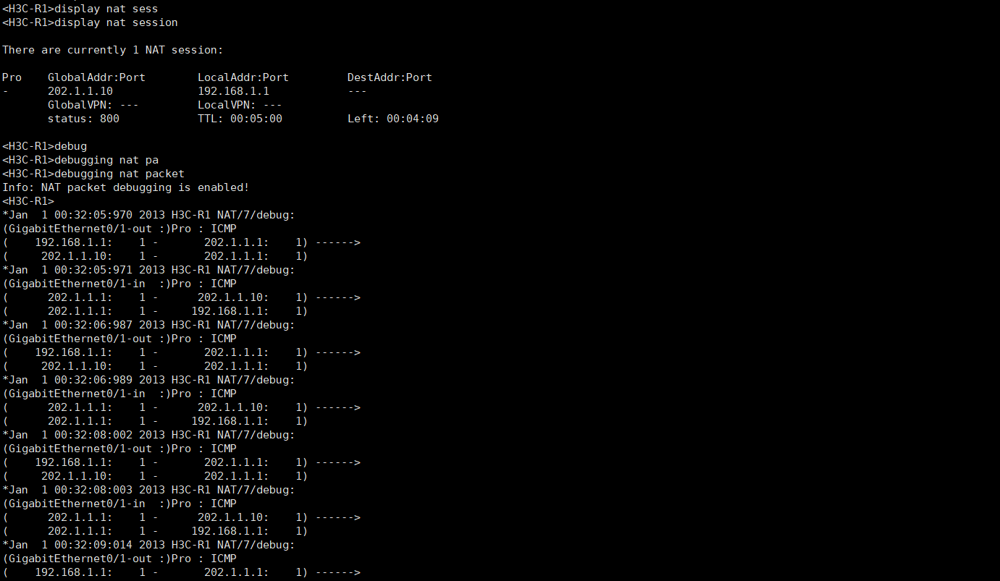 <H3C-R1>display nat sess
<H3C-R1>display nat session
There are currently 1 NAT session:
Pro    GlobalAddr:Port        LocalAddr:Port         DestAddr:Port
-      202.1.1.10             192.168.1.1            ---
       GlobalVPN: ---         LocalVPN: ---
       status: 800            TTL: 00:05:00          Left: 00:04:09
<H3C-R1>debug
<H3C-R1>debugging nat pa
<H3C-R1>debugging nat packet
Info: NAT packet debugging is enabled!
<H3C-R1>
*Jan  1 00:32:05:970 2013 H3C-R1 NAT/7/debug:
(GigabitEthernet0/1-out :)Pro : ICMP
(    192.168.1.1:    1 -       202.1.1.1:    1) ------>
(     202.1.1.10:    1 -       202.1.1.1:    1)
*Jan  1 00:32:05:971 2013 H3C-R1 NAT/7/debug:
(GigabitEthernet0/1-in  :)Pro : ICMP
(      202.1.1.1:    1 -      202.1.1.10:    1) ------>
(      202.1.1.1:    1 -     192.168.1.1:    1)
*Jan  1 00:32:06:987 2013 H3C-R1 NAT/7/debug:
(GigabitEthernet0/1-out :)Pro : ICMP
(    192.168.1.1:    1 -       202.1.1.1:    1) ------>
(     202.1.1.10:    1 -       202.1.1.1:    1)
*Jan  1 00:32:06:989 2013 H3C-R1 NAT/7/debug:
(GigabitEthernet0/1-in  :)Pro : ICMP
(      202.1.1.1:    1 -      202.1.1.10:    1) ------>
(      202.1.1.1:    1 -     192.168.1.1:    1)
*Jan  1 00:32:08:002 2013 H3C-R1 NAT/7/debug:
(GigabitEthernet0/1-out :)Pro : ICMP
(    192.168.1.1:    1 -       202.1.1.1:    1) ------>
(     202.1.1.10:    1 -       202.1.1.1:    1)
*Jan  1 00:32:08:003 2013 H3C-R1 NAT/7/debug:
(GigabitEthernet0/1-in  :)Pro : ICMP
(      202.1.1.1:    1 -      202.1.1.10:    1) ------>
(      202.1.1.1:    1 -     192.168.1.1:    1)
*Jan  1 00:32:09:014 2013 H3C-R1 NAT/7/debug:
(GigabitEthernet0/1-out :)Pro : ICMP
(    192.168.1.1:    1 -       202.1.1.1:    1) ------>